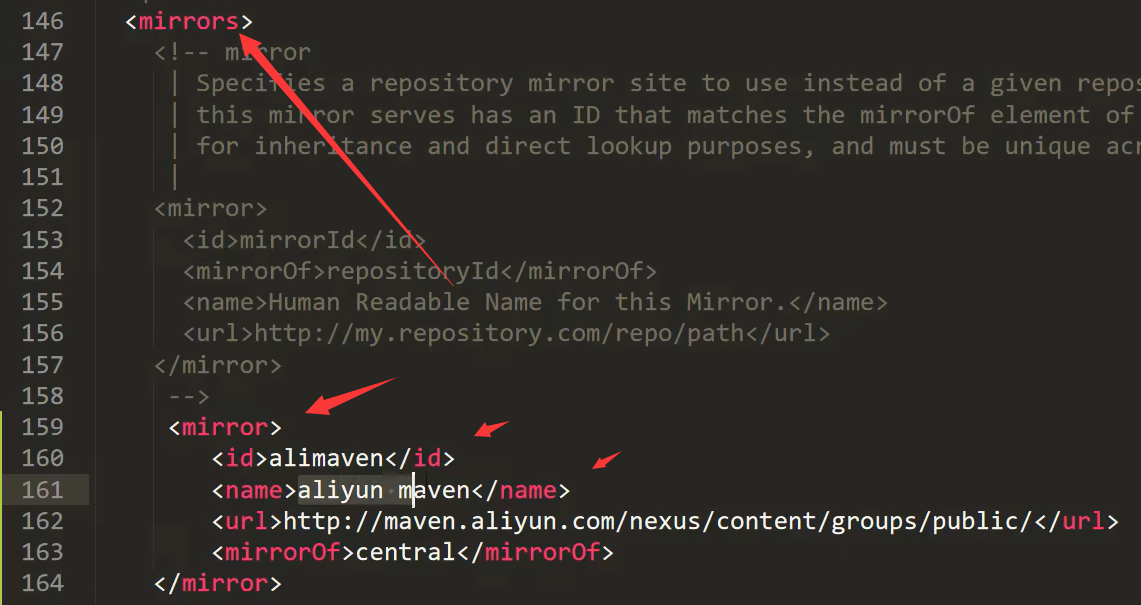 146 <mirrors>
147 <!-- mirror
148 | Specifies a repository mirror site to use instead of a given repos
149 | this mirror serves has an ID that matches the mirrorOf element of
150 | for inheritance and direct lookup purposes, and must be unique acr
151 |
152 <mirror>
153 <id>mirrorId</id>
154 <mirrorOf>repositoryId</mirrorOf>
155 <name>Human Readable Name for this Mirror.</name>
156 <url>http://my.repository.com/repo/path</url>
157 </mirror>
158 -->
159 <mirror>
160 <id>alimaven</id>
161 <name>aliyun maven</name>
162 <url>http://maven.aliyun.com/nexus/content/groups/public/</url>
163 <mirrorOf>central</mirrorOf>
164 </mirror>